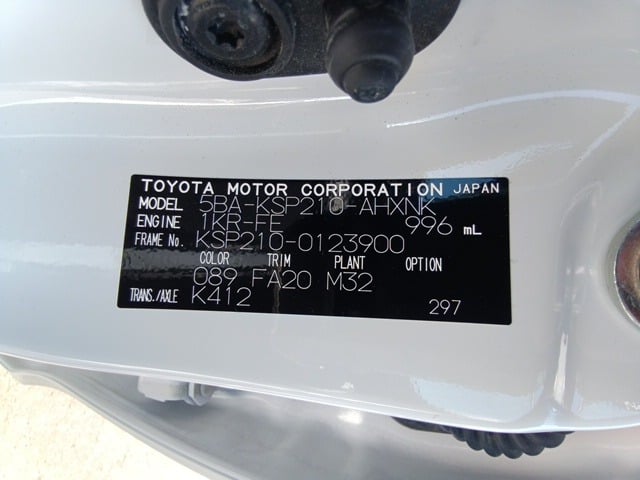 TOYOTA MOTOR CORPORATION JAPAN
MODEL 5BA-KSP210-AHXNK
ENGINE 1KR-FE 996 mL
FRAME No. KSP210-0123900
COLOR TRIM PLANT OPTION
089 FA20 M32
TRANS./AXLE K412
297